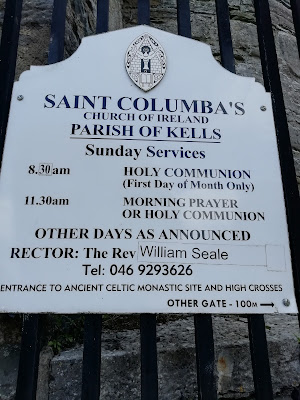 SAINT COLUMBA'S
CHURCH OF IRELAND
PARISH OF KELLS
Sunday Services
8.30am HOLY COMMUNION
(First Day of Month Only)
11.30am MORNING PRAYER
OR HOLY COMMUNION
OTHER DAYS AS ANNOUNCED
RECTOR: The Rev William Seale
Tel: 046 9293626
ENTRANCE TO ANCIENT CELTIC MONASTIC SITE AND HIGH CROSSES
OTHER GATE - 100m →